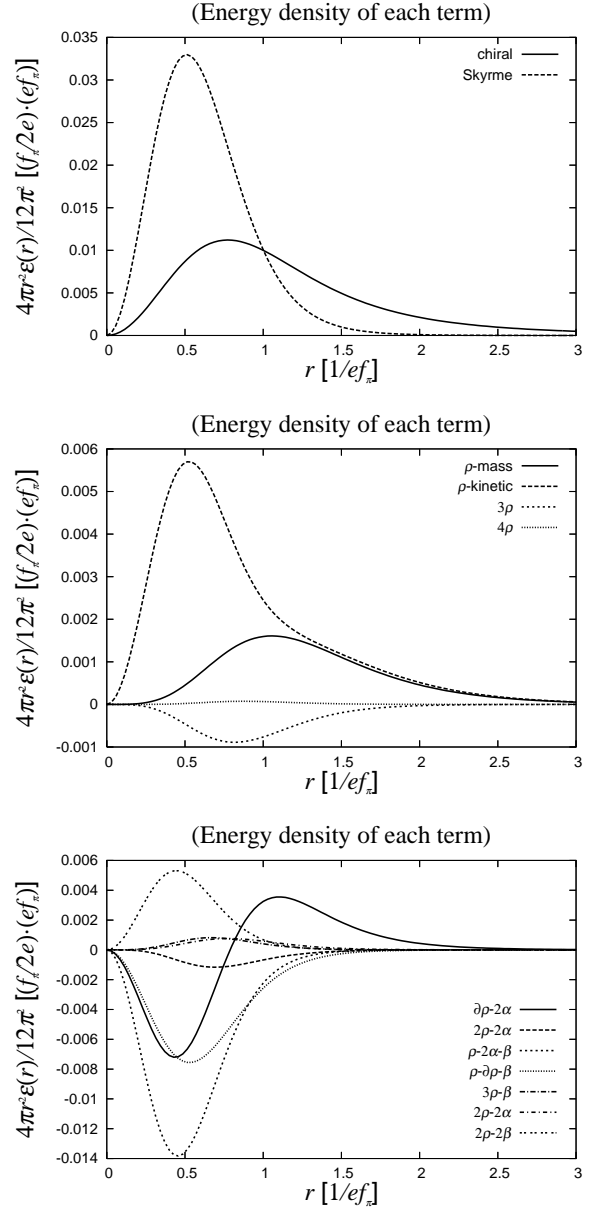 (Energy density of each term)
4πr²ε(r)/12π² [(fπ/2e)·(efπ)]
0.035
0.03
0.025
0.02
0.015
0.01
0.005
0
chiral
Skyrme
0 0.5 1 1.5 2 2.5 3
r [1/efπ]
(Energy density of each term)
4πr²ε(r)/12π² [(fπ/2e)·(efπ)]
0.006
0.005
0.004
0.003
0.002
0.001
0
-0.001
ρ-mass
ρ-kinetic
3ρ
4ρ
0 0.5 1 1.5 2 2.5 3
r [1/efπ]
(Energy density of each term)
4πr²ε(r)/12π² [(fπ/2e)·(efπ)]
0.006
0.004
0.002
0
-0.002
-0.004
-0.006
-0.008
-0.01
-0.012
-0.014
∂ρ-2α
2ρ-2α
ρ-2α-β
ρ-∂ρ-β
3ρ-β
2ρ-2α
2ρ-2β
0 0.5 1 1.5 2 2.5 3
r [1/efπ]